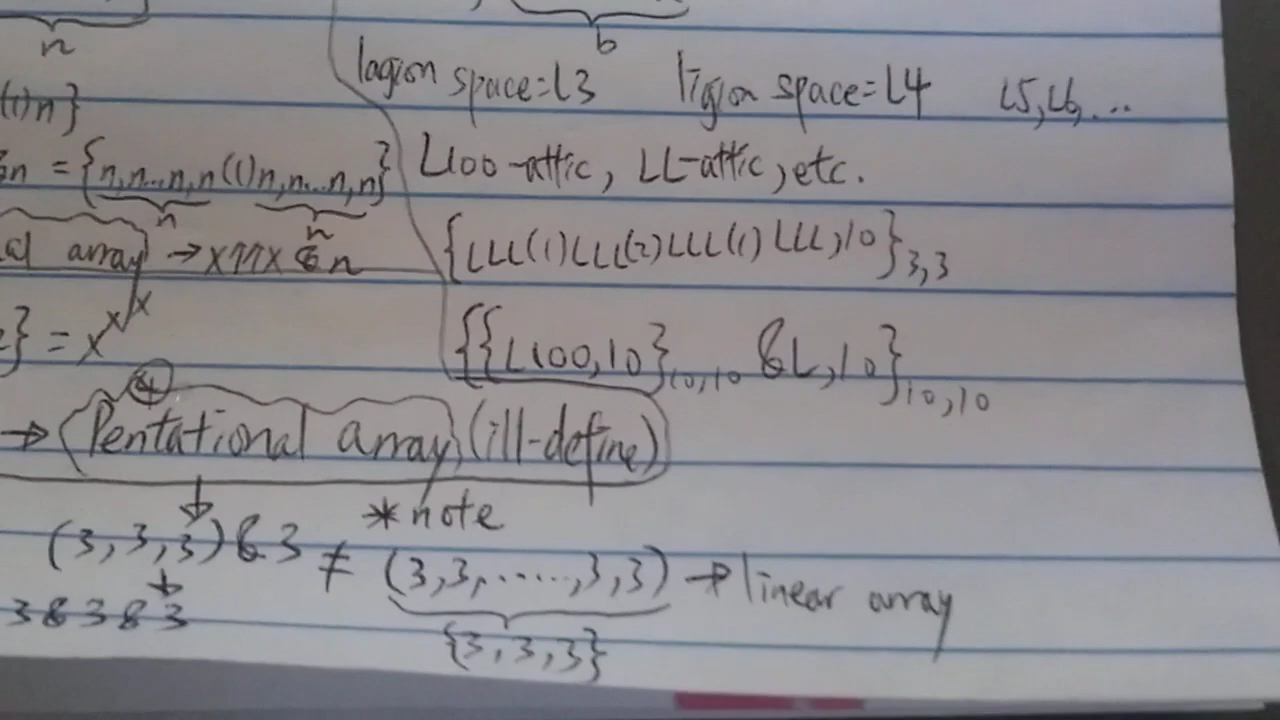 n
b
lagion space=L3 ligion space=L4 L5,L6,...
(1)n}
n = {n,n...n,n(1)n,n...n,n}
n n
L100-attic, LL-attic, etc.
array → X↑↑X & n
{LLL(1)LLL(2)LLL(1)LLL,10}3,3
} = X^X^X
{{L100,10}10,10 & L,10}10,10
4
→ Pentational array (ill-define)
*note
(3,3,3)&3 ≠ (3,3,......,3,3) → linear array
3&3&3
{3,3,3}